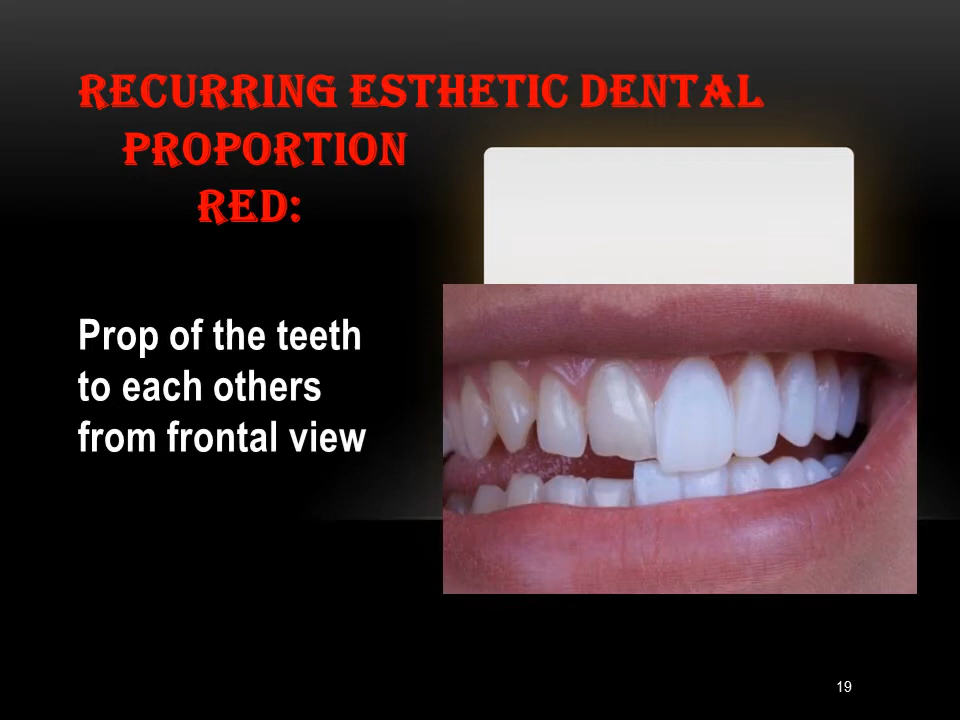 RECURRING ESTHETIC DENTAL
PROPORTION
RED:
Prop of the teeth
to each others
from frontal view
19